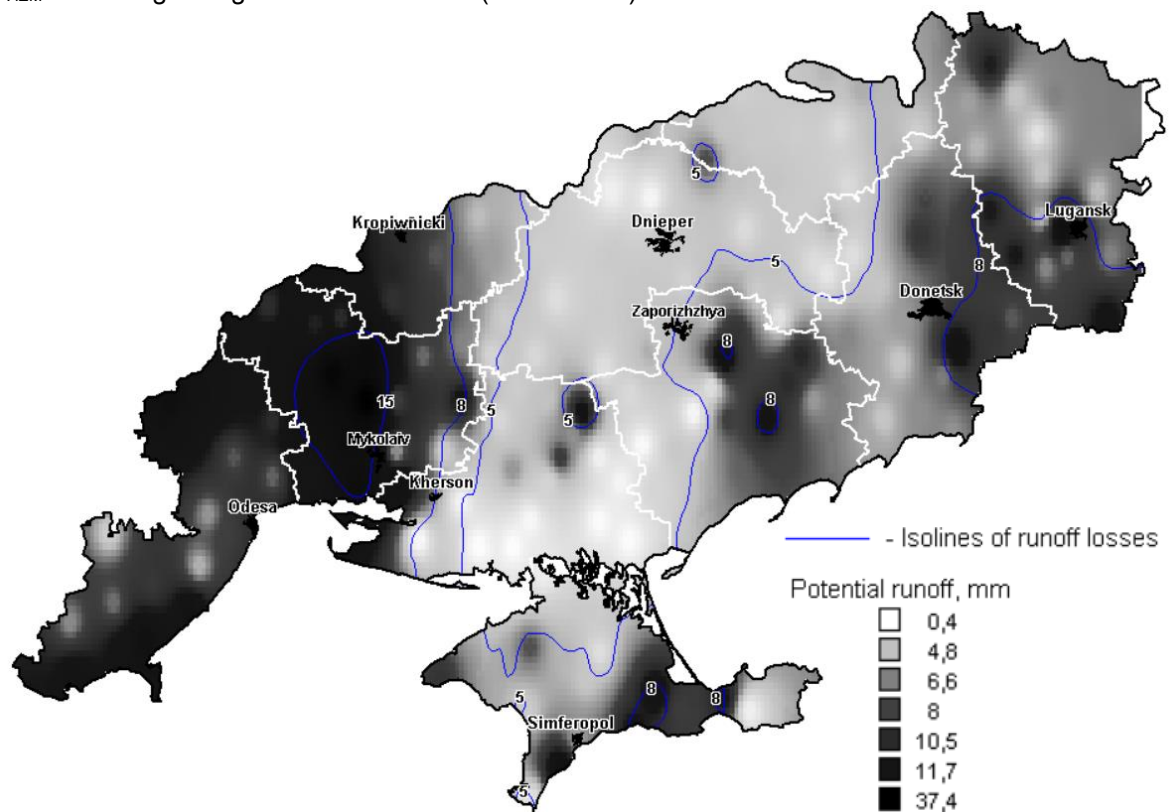 5
Kropiwñicki
Dnieper
Lugansk
5
8
Donetsk
Zaporizhzhya
8
15
8
5
5
8
Mykolaiv
Kherson
Odesa
- Isolines of runoff losses
Potential runoff, mm
0,4
4,8
6,6
8
10,5
11,7
37,4
8
8
5
Simferopol
5